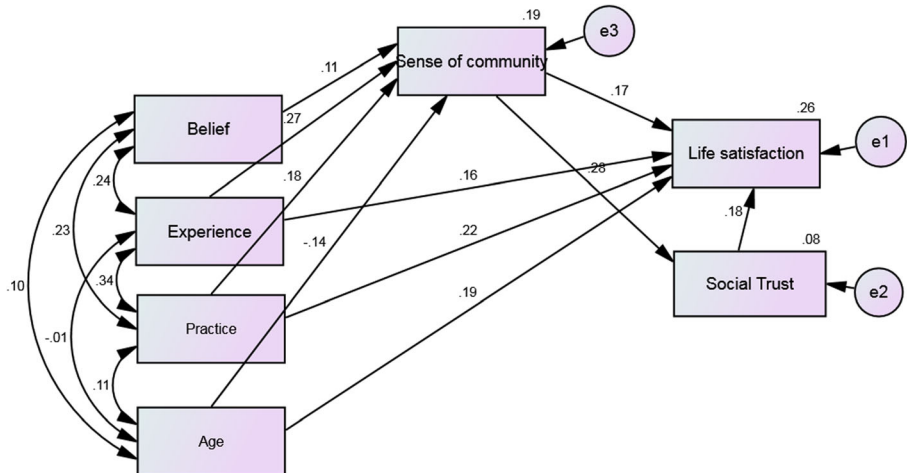 .19
e3
Sense of community
.11
.17
.26
Belief
.27
e1
Life satisfaction
.24
.18
.16
.28
.18
Experience
.23
.22
.08
-.14
.34
Social Trust
e2
.10
.19
Practice
-.01
.11
Age